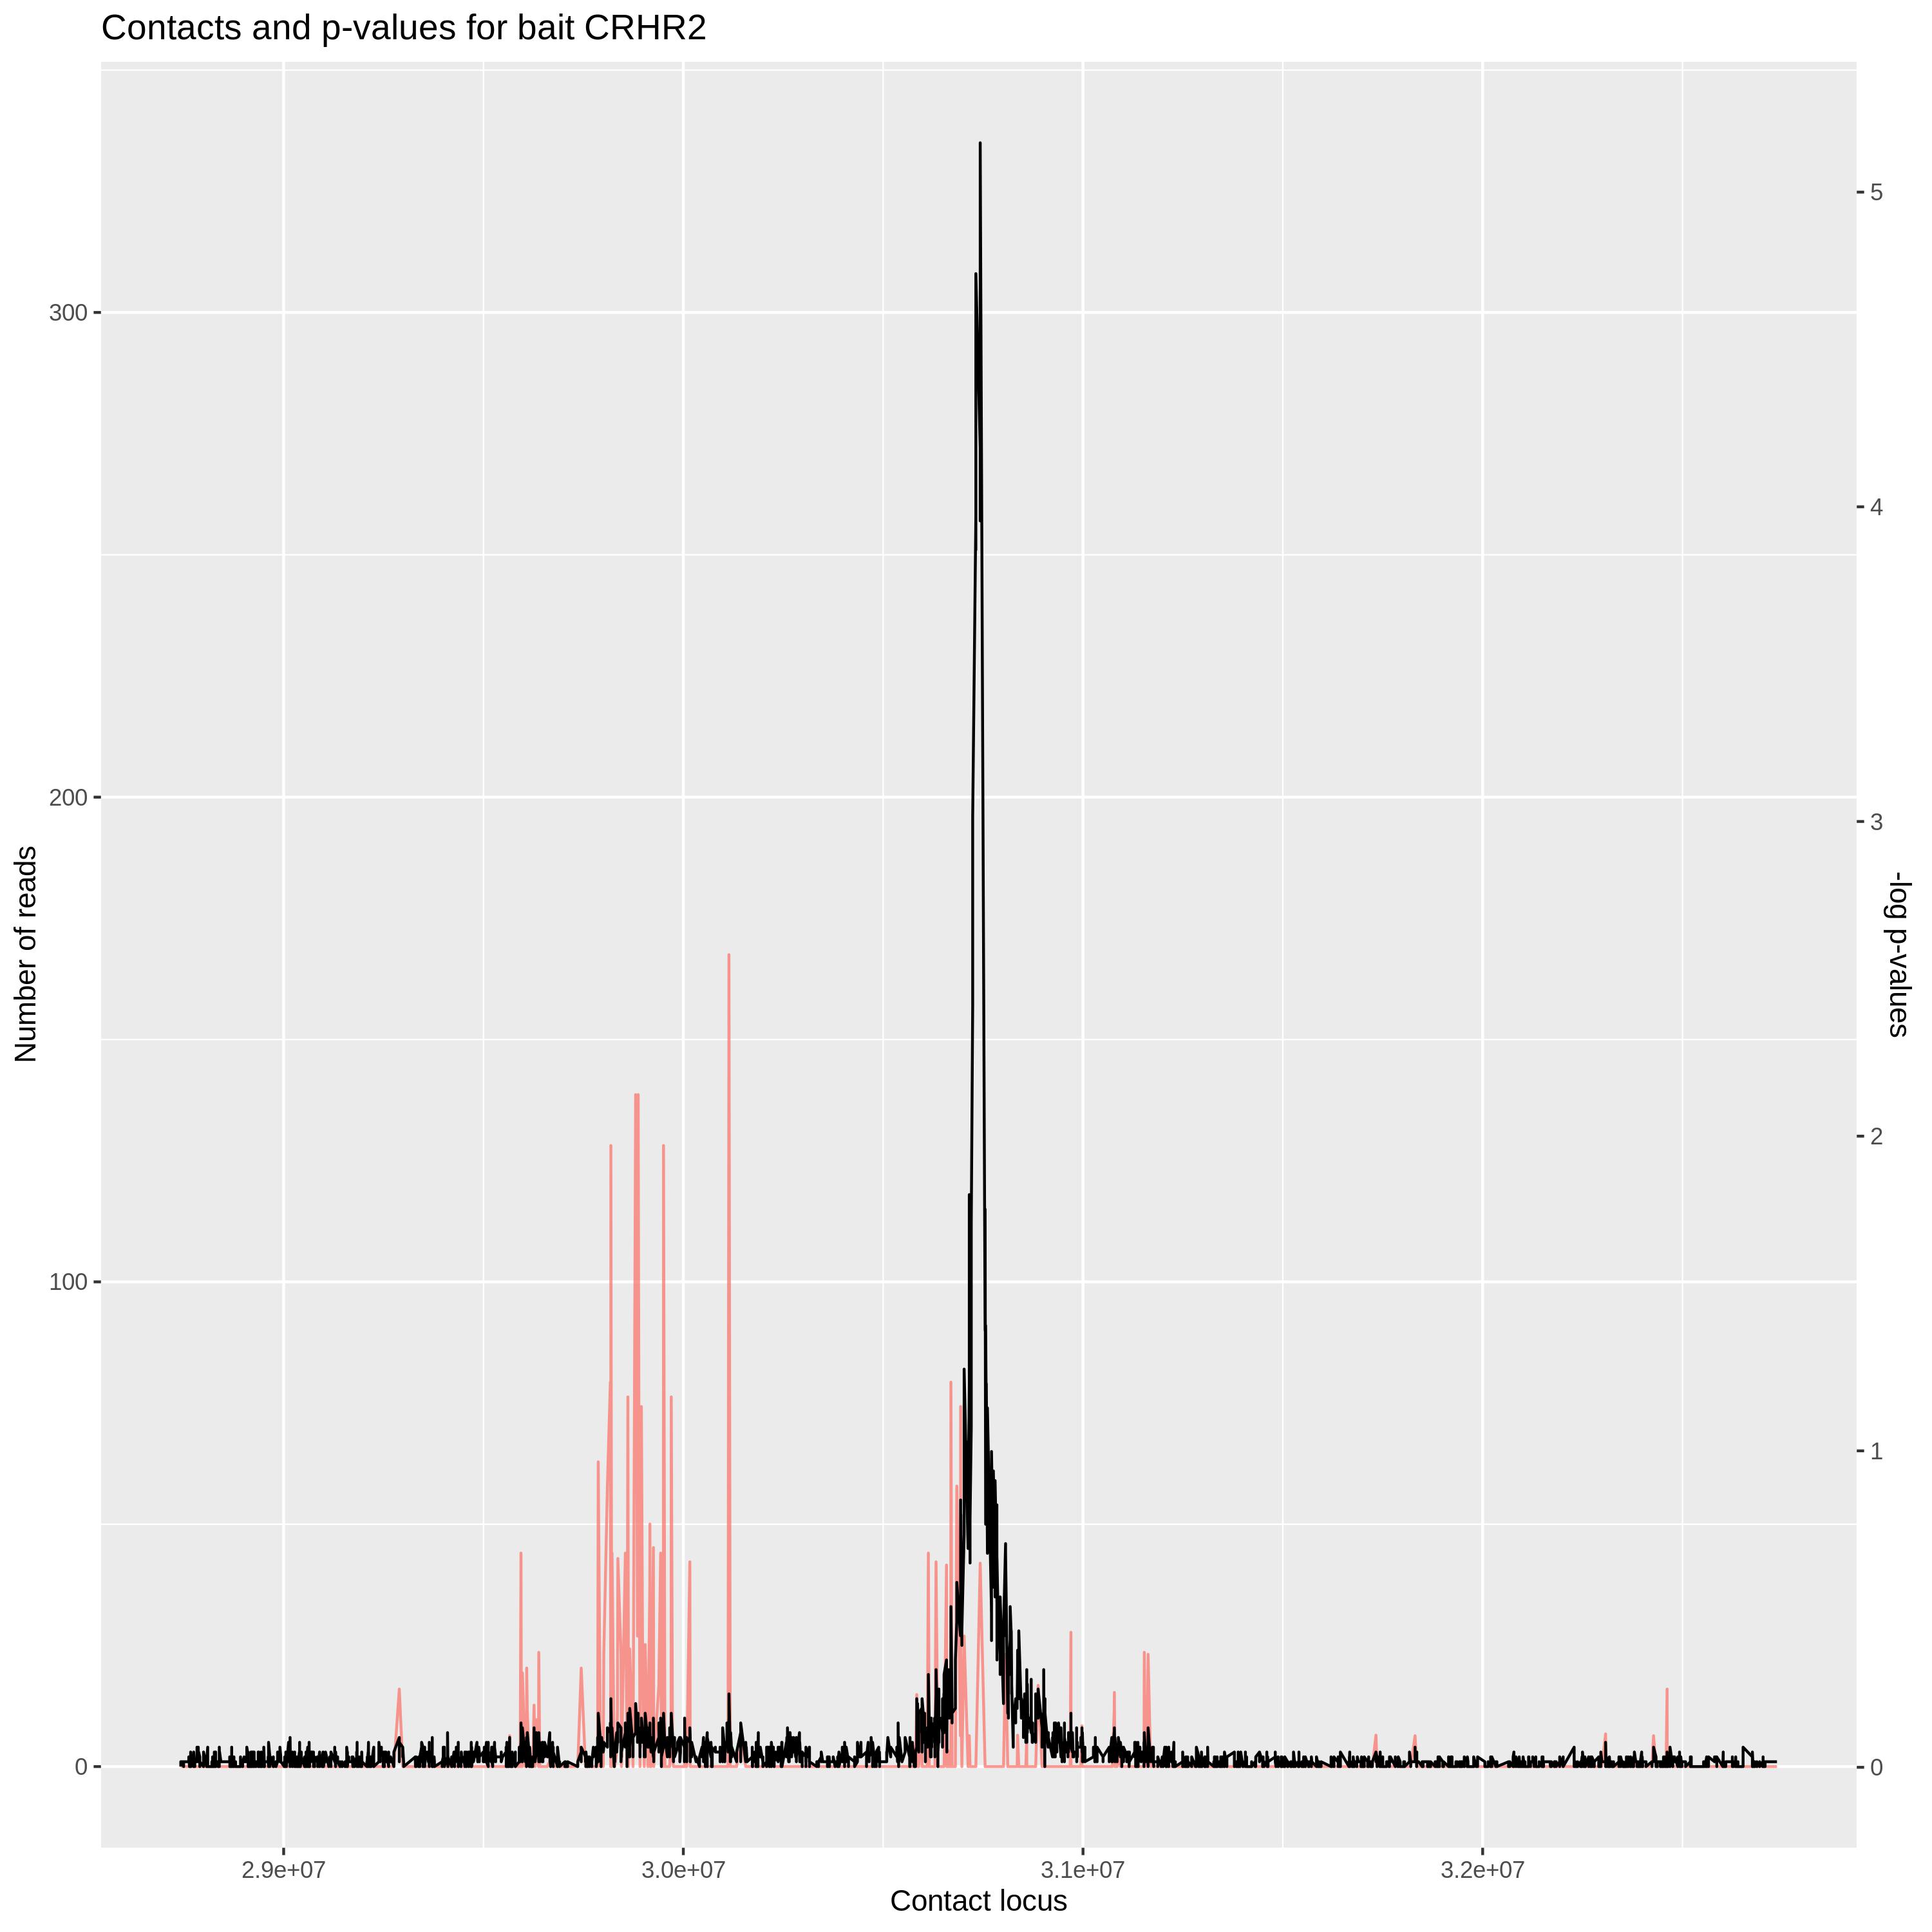 Contacts and p-values for bait CRHR2
300
200
100
0
Number of reads
5
4
3
2
1
0
-log p-values
2.9e+07 3.0e+07 3.1e+07 3.2e+07
Contact locus